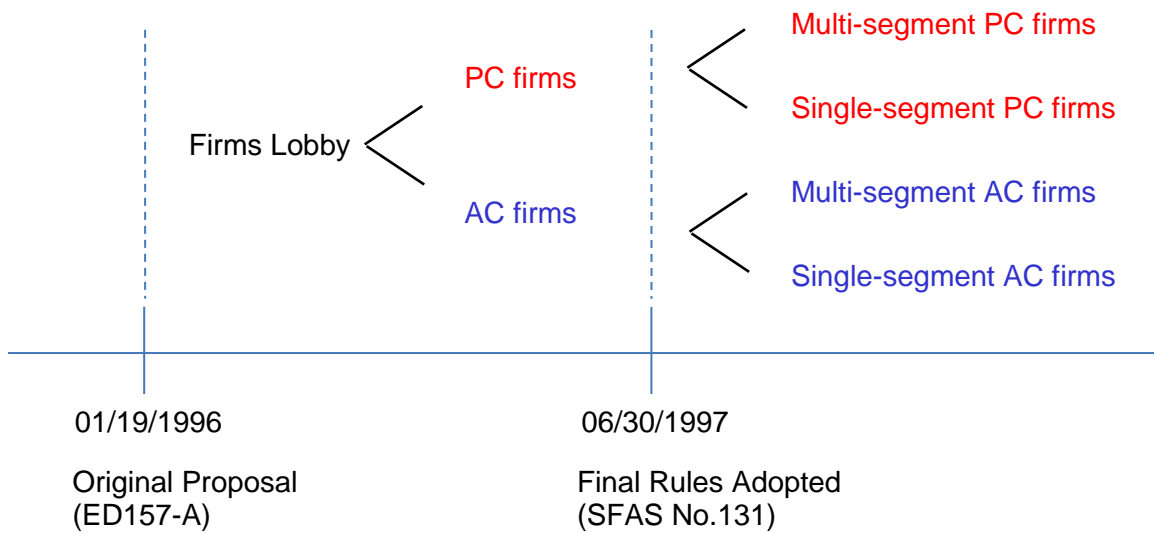 Multi-segment PC firms
PC firms
Single-segment PC firms
Firms Lobby
Multi-segment AC firms
AC firms
Single-segment AC firms
01/19/1996
06/30/1997
Original Proposal
(ED157-A)
Final Rules Adopted
(SFAS No.131)